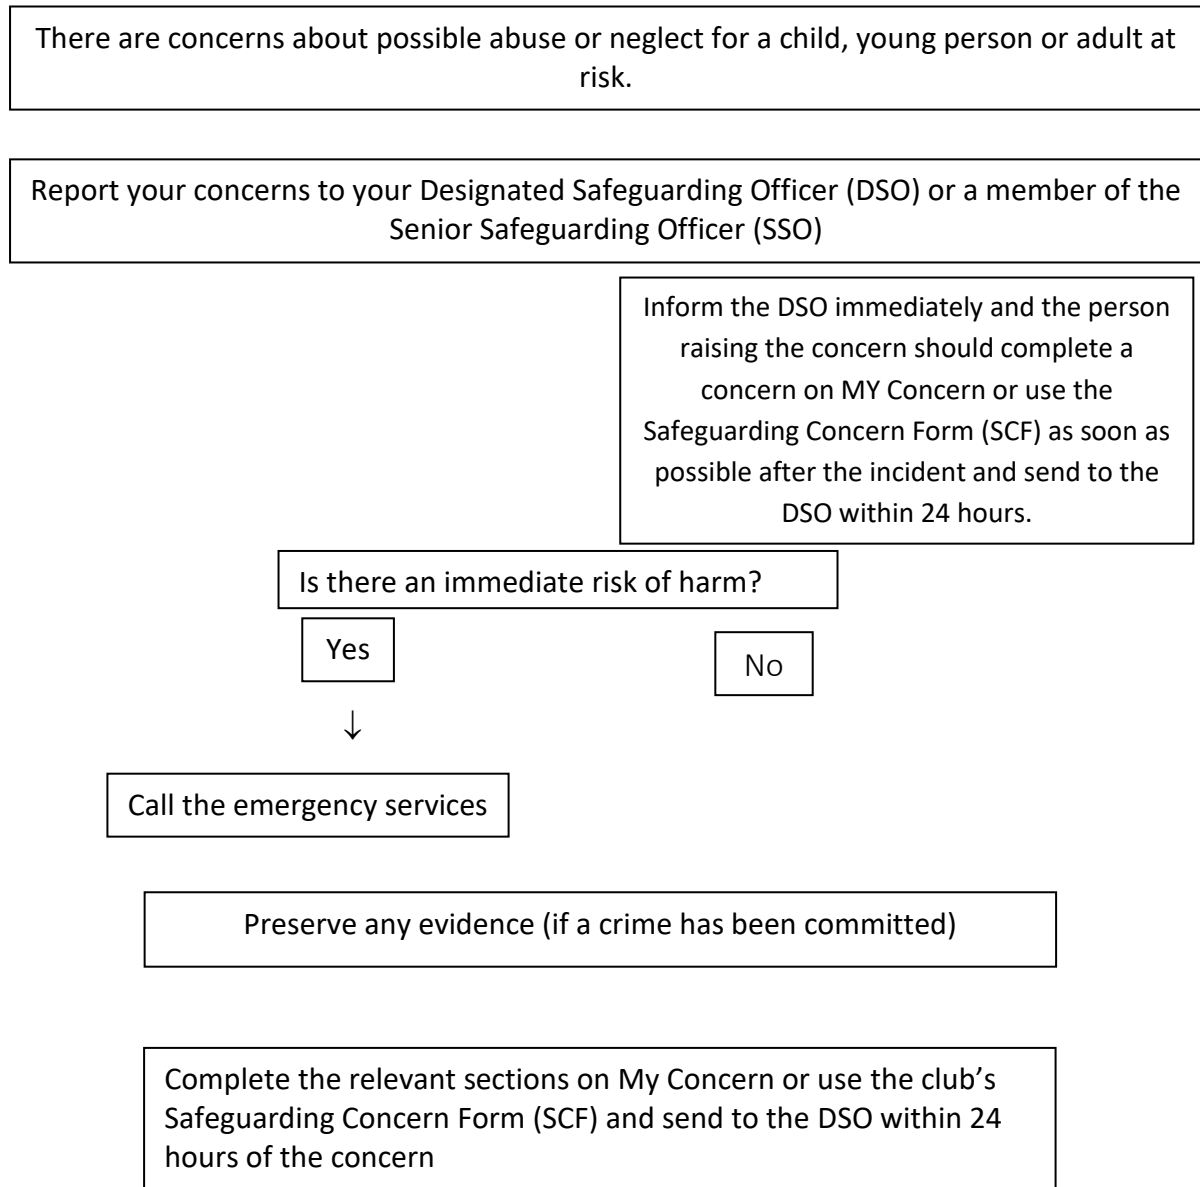 There are concerns about possible abuse or neglect for a child, young person or adult at
risk.
Report your concerns to your Designated Safeguarding Officer (DSO) or a member of the
Senior Safeguarding Officer (SSO)
Inform the DSO immediately and the person
raising the concern should complete a
concern on MY Concern or use the
Safeguarding Concern Form (SCF) as soon as
possible after the incident and send to the
DSO within 24 hours.
Is there an immediate risk of harm?
Yes
No
↓
Call the emergency services
Preserve any evidence (if a crime has been committed)
Complete the relevant sections on My Concern or use the club’s
Safeguarding Concern Form (SCF) and send to the DSO within 24
hours of the concern